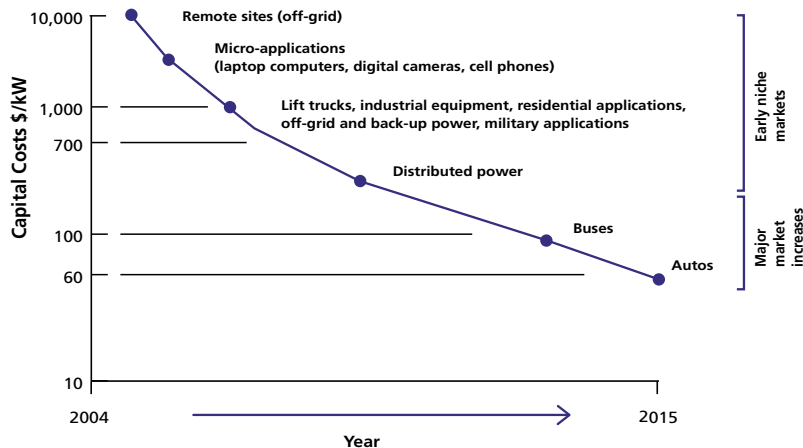 10,000
Remote sites (off-grid)
Micro-applications
(laptop computers, digital cameras, cell phones)
1,000
Lift trucks, industrial equipment, residential applications,
off-grid and back-up power, military applications
700
Distributed power
100
Buses
60
Autos
10
2004
2015
Year
Capital Costs $/kW
Early niche
markets
Major
market
increases